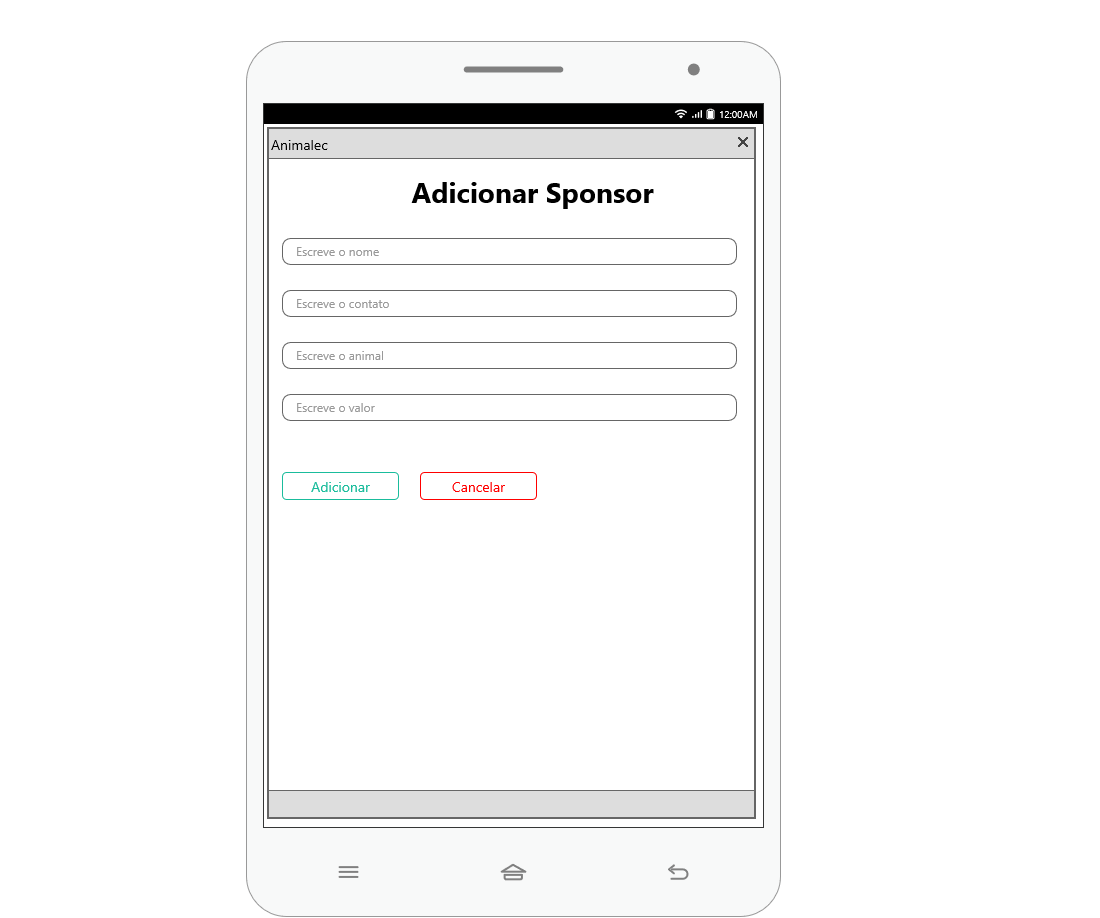 12:00AM
Animalec
Adicionar Sponsor
Escreve o nome
Escreve o contato
Escreve o animal
Escreve o valor
Adicionar Cancelar